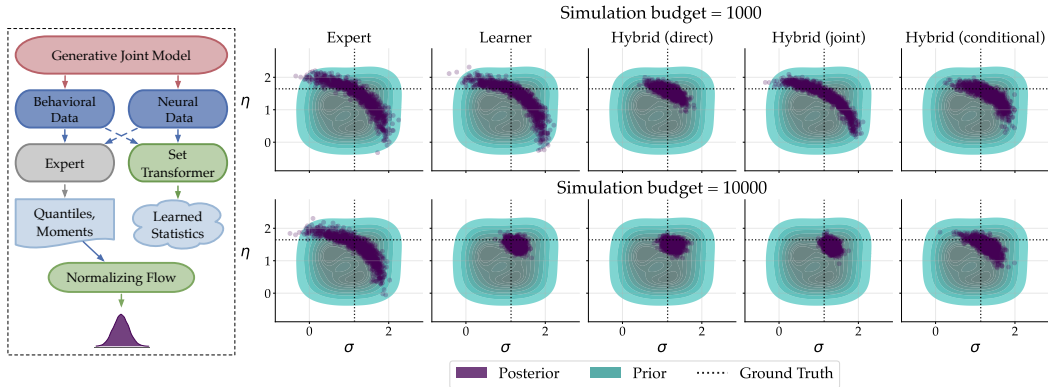 Generative Joint Model
Behavioral
Data
Neural
Data
Expert
Set
Transformer
Quantiles,
Moments
Learned
Statistics
Normalizing Flow
Simulation budget = 1000
Expert
Learner
Hybrid (direct)
Hybrid (joint)
Hybrid (conditional)
η
2
1
0
Simulation budget = 10000
η
2
1
0
0 2
0 2
0 2
0 2
0 2
σ
σ
σ
σ
σ
Posterior
Prior
Ground Truth